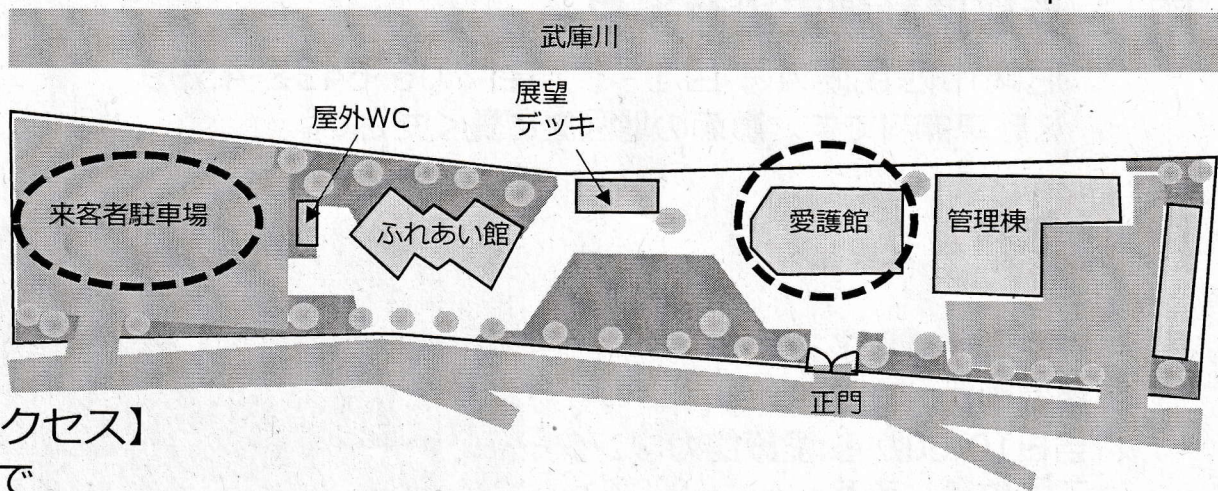 武庫川
展望
デッキ
屋外WC
来客者駐車場
ふれあい館
愛護館
管理棟
正門
クセス】
で